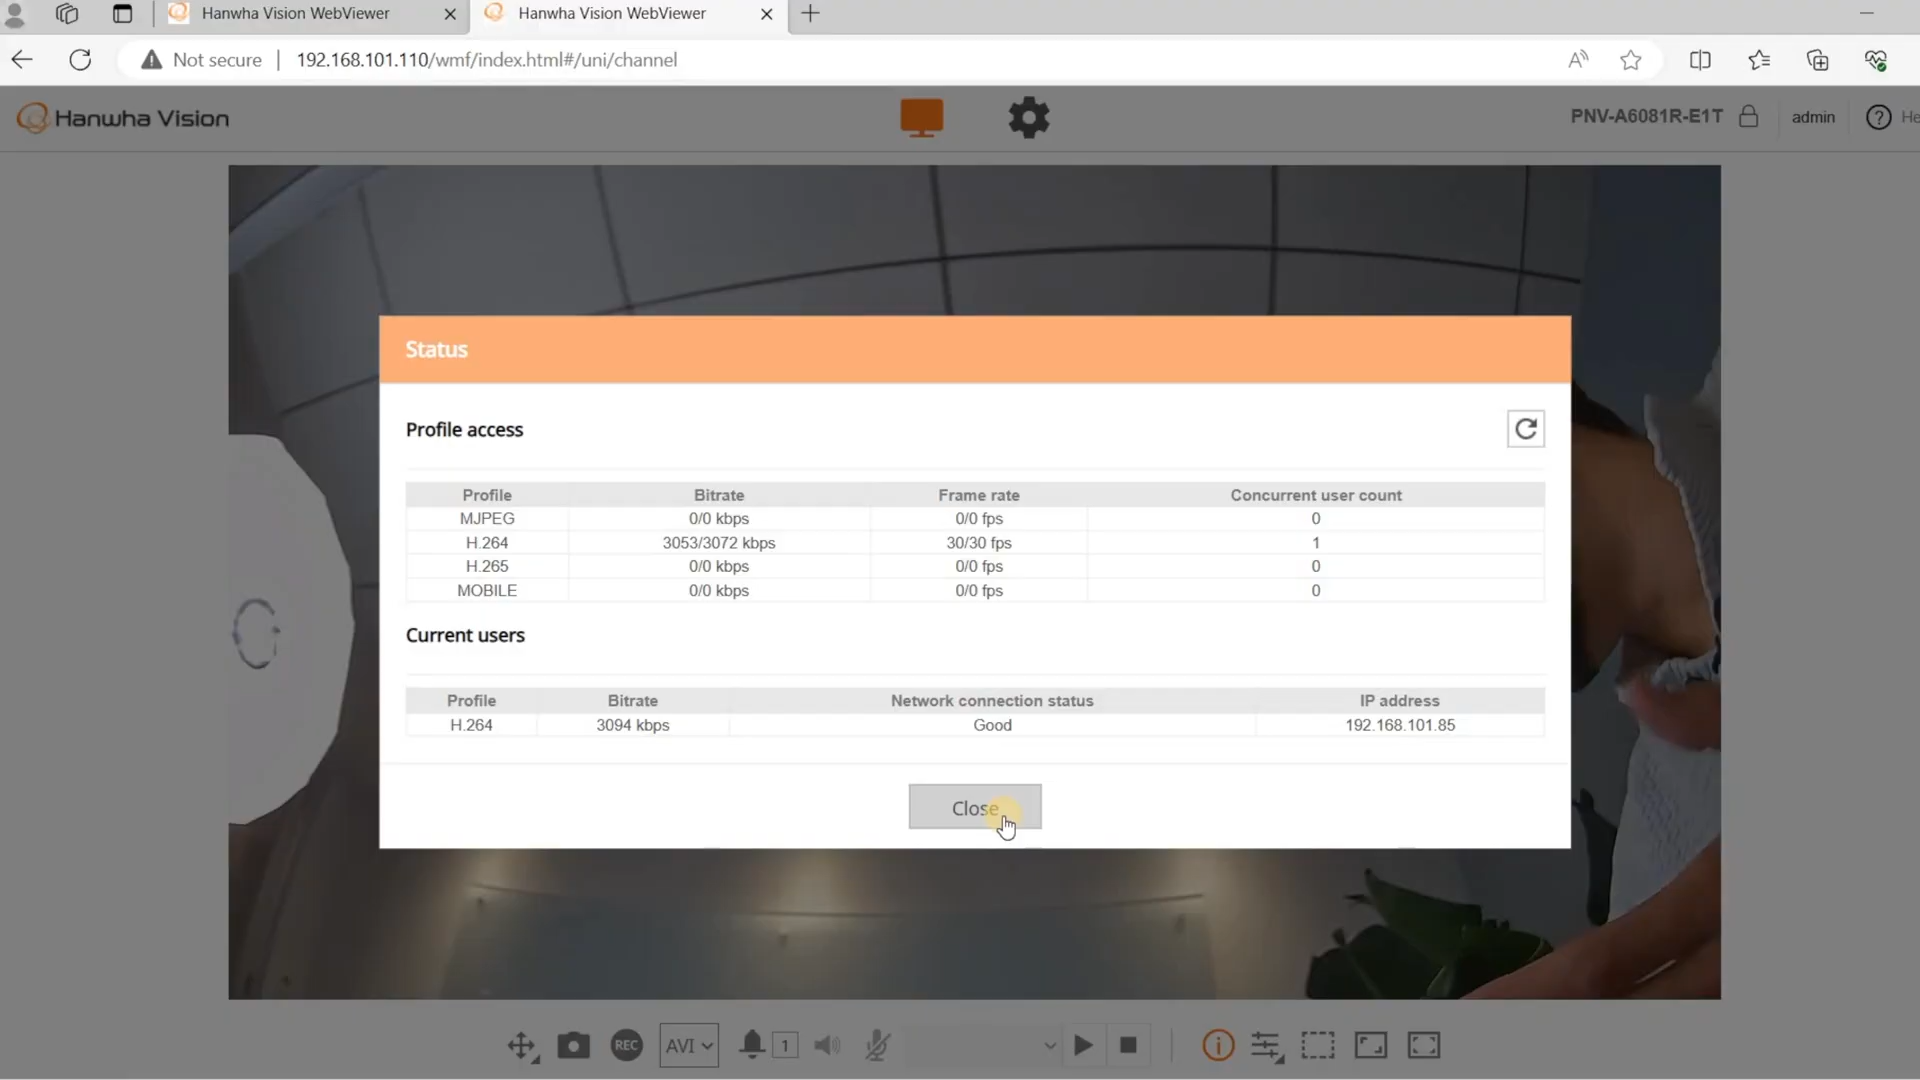 Hanwha Vision WebViewer
Hanwha Vision WebViewer
Not secure 192.168.101.110/wmf/index.html#/uni/channel
Hanwha Vision
PNV-A6081R-E1T admin ? He
Status
Profile access
Profile Bitrate Frame rate Concurrent user count
MJPEG 0/0 kbps 0/0 fps 0
H.264 3053/3072 kbps 30/30 fps 1
H.265 0/0 kbps 0/0 fps 0
MOBILE 0/0 kbps 0/0 fps 0
Current users
Profile Bitrate Network connection status IP address
H.264 3094 kbps Good 192.168.101.85
Close
REC AVI 1